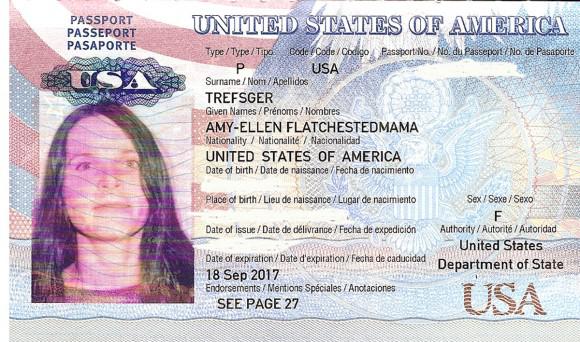 PASSPORT
PASSEPORT
PASAPORTE
UNITED STATES OF AMERICA
USA
Type / Type / Tipo Code / Code / Codigo Passport No. / No. du Passeport / No. de Pasaporte
P USA
Surname / Nom / Apellidos
TREFSGER
Given Names / Prénoms / Nombres
AMY-ELLEN FLATCHESTEDMAMA
Nationality / Nationalité / Nacionalidad
UNITED STATES OF AMERICA
Date of birth / Date de naissance / Fecha de nacimiento
Place of birth / Lieu de naissance / Lugar de nacimiento Sex / Sexe / Sexo
F
Date of issue / Date de délivrance / Fecha de expedición Authority / Autorité / Autoridad
United States
Date of expiration / Date d'expiration / Fecha de caducidad Department of State
18 Sep 2017
Endorsements / Mentions Spéciales / Anotaciones
SEE PAGE 27
USA